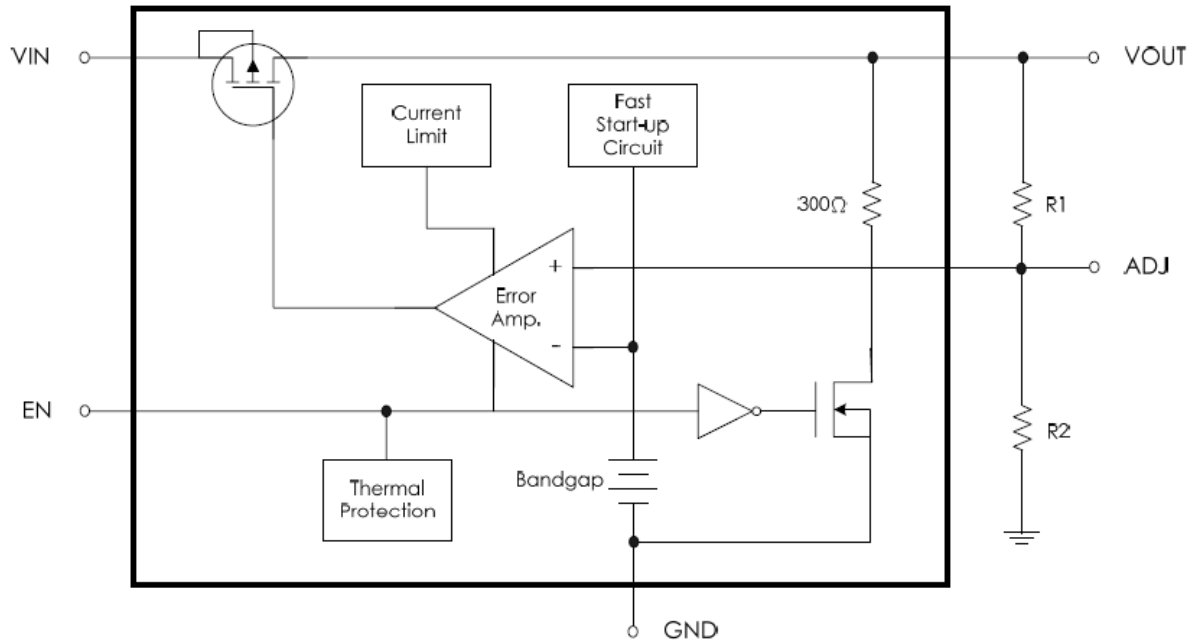 VIN
VOUT
Current
Limit
Fast
Start-up
Circuit
300Ω
R1
+
ADJ
Error
Amp.
-
EN
R2
Bandgap
Thermal
Protection
GND